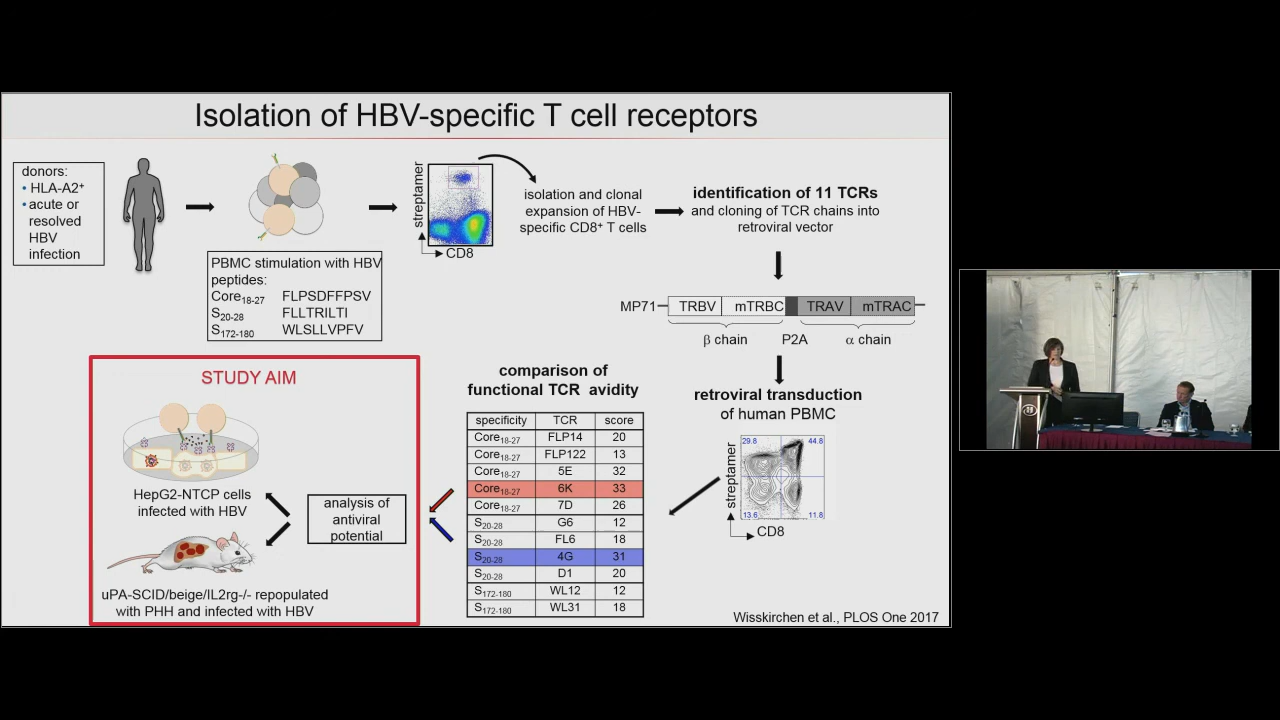 Isolation of HBV-specific T cell receptors
donors:
• HLA-A2⁺
• acute or
resolved
HBV
infection
PBMC stimulation with HBV
peptides:
Core₁₈₋₂₇ FLPSDFFPSV
S₂₀₋₂₈ FLLTRILTI
S₁₇₂₋₁₈₀ WLSLLVPFV
streptamer
CD8
isolation and clonal
expansion of HBV-
specific CD8⁺ T cells
identification of 11 TCRs
and cloning of TCR chains into
retroviral vector
MP71 TRBV mTRBC TRAV mTRAC
β chain P2A α chain
retroviral transduction
of human PBMC
29.8 44.8
streptamer
13.6 11.8
CD8
comparison of
functional TCR avidity
specificity TCR score
Core₁₈₋₂₇ FLP14 20
Core₁₈₋₂₇ FLP122 13
Core₁₈₋₂₇ 5E 32
Core₁₈₋₂₇ 6K 33
Core₁₈₋₂₇ 7D 26
S₂₀₋₂₈ G6 12
S₂₀₋₂₈ FL6 18
S₂₀₋₂₈ 4G 31
S₂₀₋₂₈ D1 20
S₁₇₂₋₁₈₀ WL12 12
S₁₇₂₋₁₈₀ WL31 18
STUDY AIM
HepG2-NTCP cells
infected with HBV
analysis of
antiviral
potential
uPA-SCID/beige/IL2rg-/- repopulated
with PHH and infected with HBV
Wisskirchen et al., PLOS One 2017